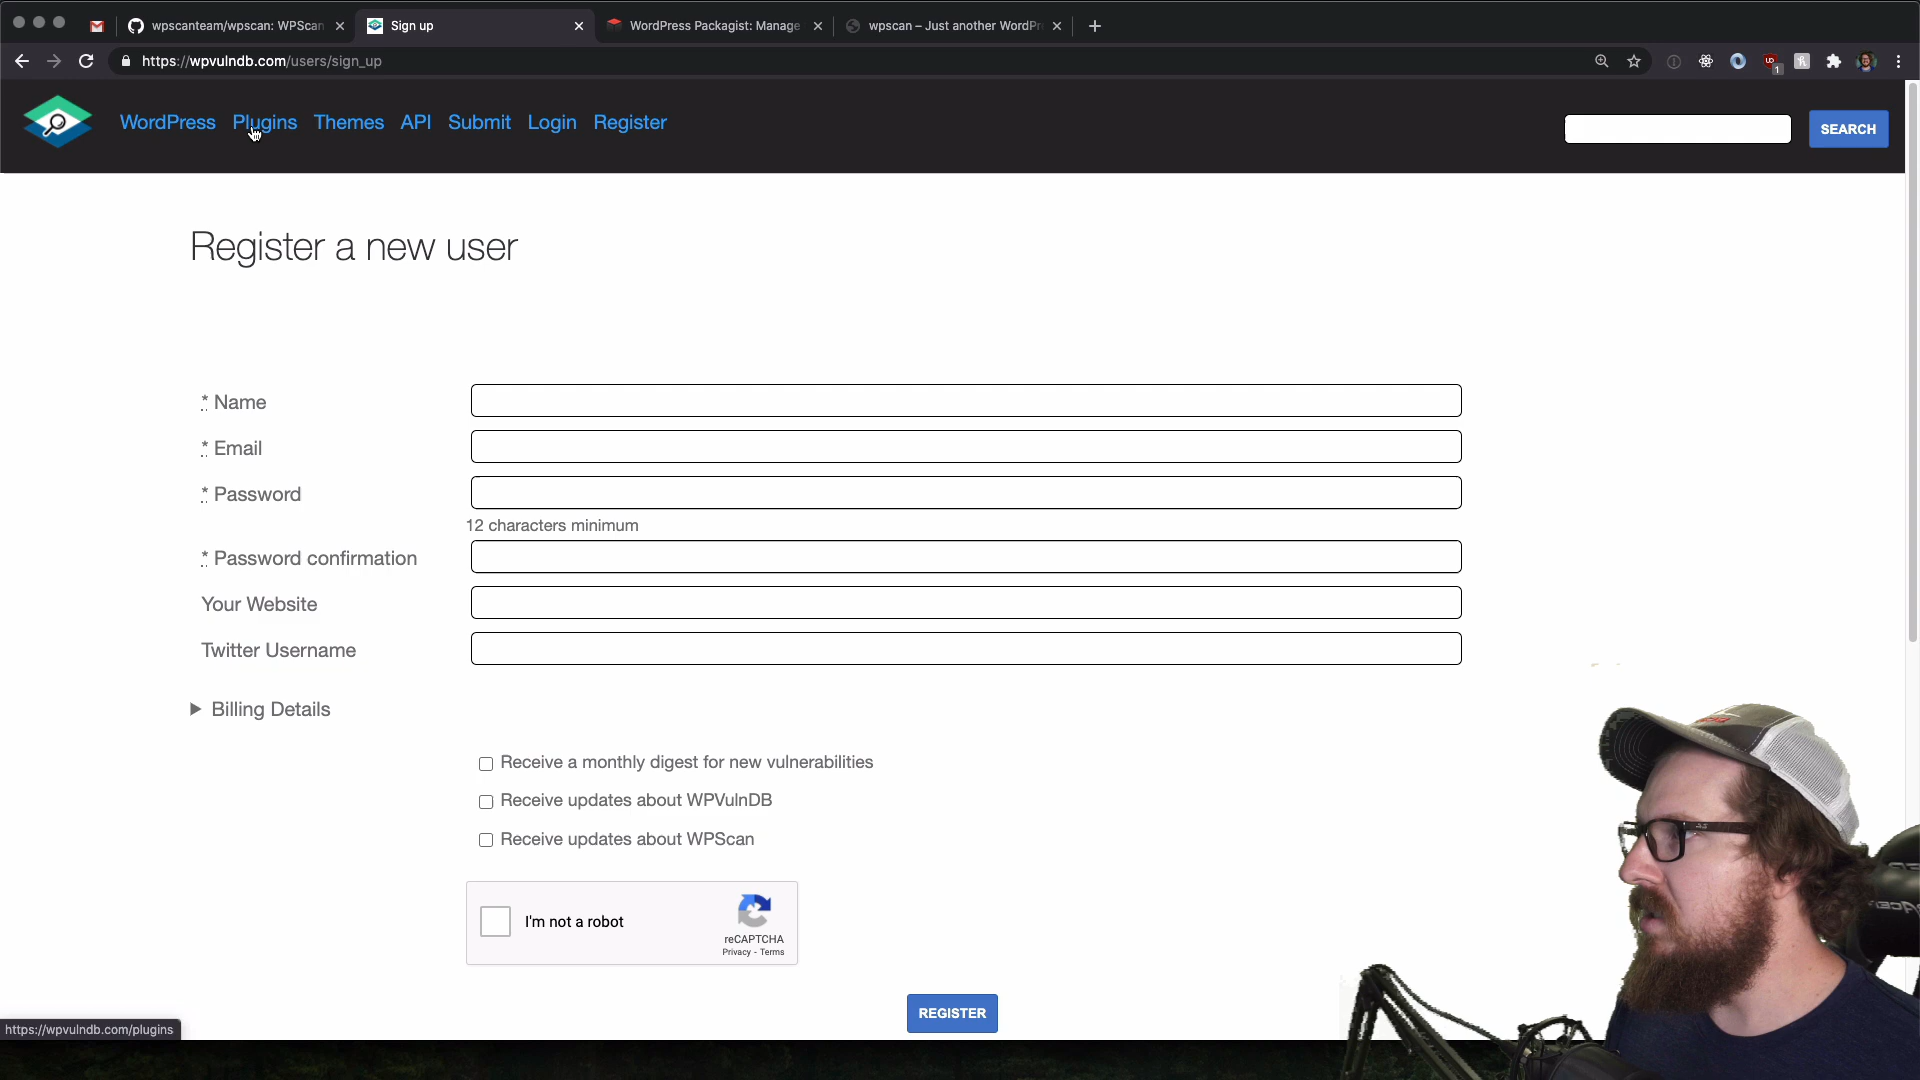 wpscanteam/wpscan: WPScan
Sign up
WordPress Packagist: Manage
wpscan – Just another WordPr
https://wpvulndb.com/users/sign_up
WordPress
Plugins
Themes
API
Submit
Login
Register
SEARCH
Register a new user
* Name
* Email
* Password
12 characters minimum
* Password confirmation
Your Website
Twitter Username
Billing Details
Receive a monthly digest for new vulnerabilities
Receive updates about WPVulnDB
Receive updates about WPScan
I'm not a robot
reCAPTCHA
Privacy - Terms
REGISTER
https://wpvulndb.com/plugins